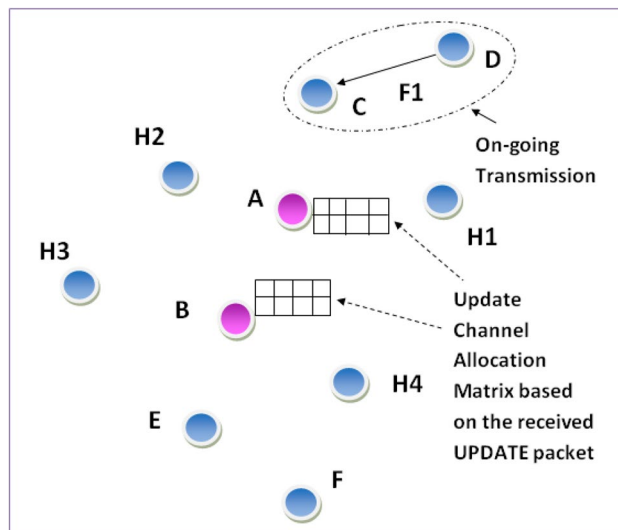 D
C
F1
On-going
Transmission
H2
A
H1
H3
B
Update
Channel
Allocation
Matrix based
on the received
UPDATE packet
H4
E
F